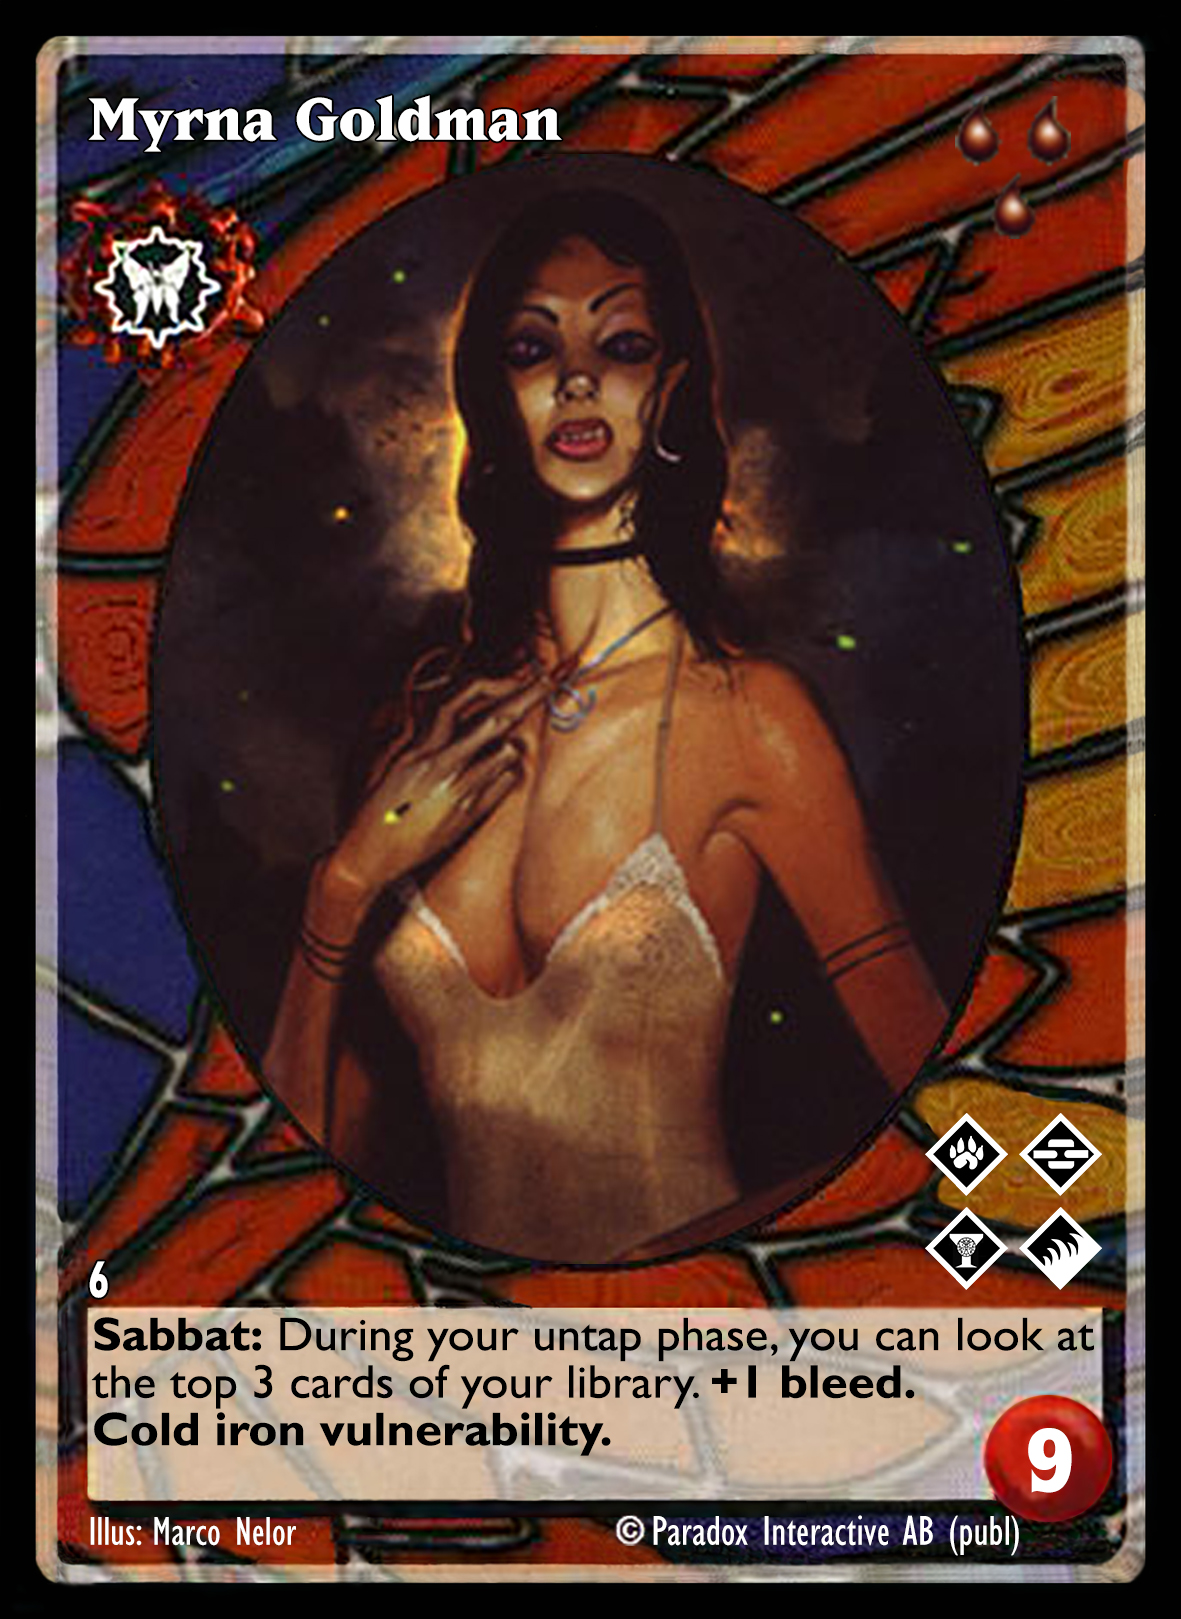 Myrna Goldman
6
Sabbat: During your untap phase, you can look at
the top 3 cards of your library. +1 bleed.
Cold iron vulnerability.
9
Illus: Marco Nelor
© Paradox Interactive AB (publ)